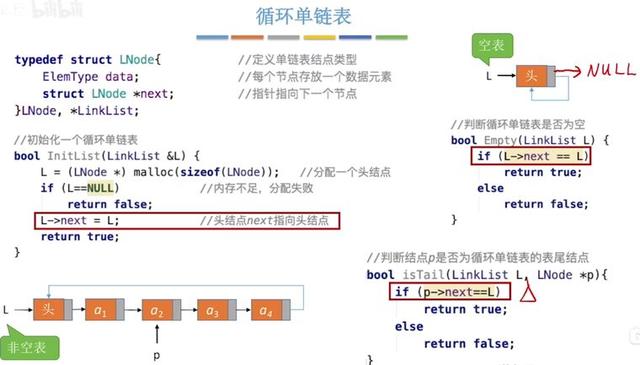 bilibili
循环单链表
typedef struct LNode{ //定义单链表结点类型
ElemType data; //每个节点存放一个数据元素
struct LNode *next; //指针指向下一个节点
}LNode, *LinkList;
//初始化一个循环单链表
bool InitList(LinkList &L) {
L = (LNode *) malloc(sizeof(LNode)); //分配一个头结点
if (L==NULL) //内存不足，分配失败
return false;
L->next = L; //头结点next指向头结点
return true;
}
L 头 a1 a2 a3 a4
非空表
p
空表
L 头 NULL
//判断循环单链表是否为空
bool Empty(LinkList L) {
if (L->next == L)
return true;
else
return false;
}
//判断结点p是否为循环单链表的表尾结点
bool isTail(LinkList L, LNode *p){
if (p->next==L)
return true;
else
return false;
}